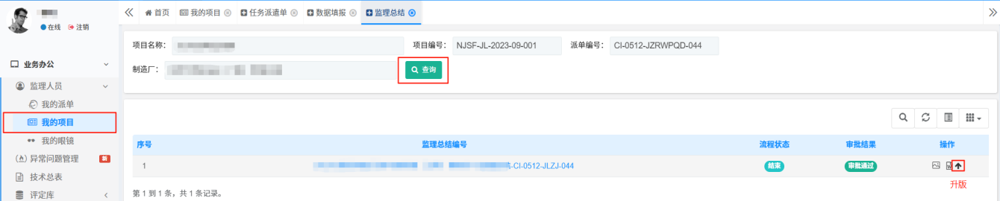 首页 我的项目 任务派遣单 数据填报 监理总结
在线 注销
项目名称： 项目编号： NJSF-JL-2023-09-001 派单编号： CI-0512-JZRWPQD-044
业务办公
制造厂： 查询
监理人员
我的派单
我的项目
我的眼镜
序号 监理总结编号 流程状态 审批结果 操作
异常问题管理 新
1 -CI-0512-JLZJ-044 结束 审批通过
技术总表
升版
评定库
第 1 到 1 条，共 1 条记录。